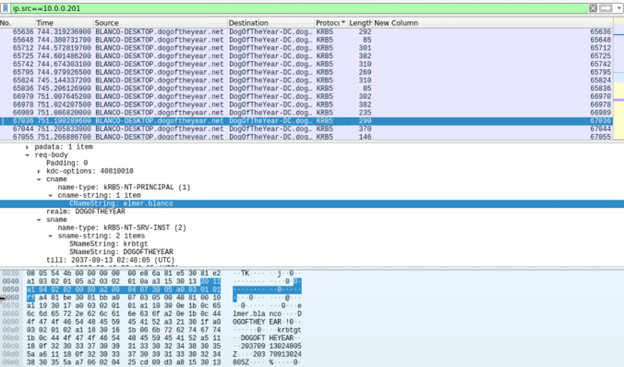 ip.src==10.0.0.201
No. Time Source Destination Protoc Length New Column
65636 744.319236900 BLANCO-DESKTOP.dogoftheyear.net DogOfTheYear-DC.dog… KRB5 292 65636
65648 744.380731700 BLANCO-DESKTOP.dogoftheyear.net DogOfTheYear-DC.dog… KRB5 85 65648
65712 744.572819700 BLANCO-DESKTOP.dogoftheyear.net DogOfTheYear-DC.dog… KRB5 301 65712
65725 744.601486200 BLANCO-DESKTOP.dogoftheyear.net DogOfTheYear-DC.dog… KRB5 382 65725
65742 744.674303100 BLANCO-DESKTOP.dogoftheyear.net DogOfTheYear-DC.dog… KRB5 310 65742
65795 744.979926500 BLANCO-DESKTOP.dogoftheyear.net DogOfTheYear-DC.dog… KRB5 269 65795
65824 745.144337200 BLANCO-DESKTOP.dogoftheyear.net DogOfTheYear-DC.dog… KRB5 310 65824
65836 745.206126900 BLANCO-DESKTOP.dogoftheyear.net DogOfTheYear-DC.dog… KRB5 85 65836
66970 751.007645200 BLANCO-DESKTOP.dogoftheyear.net DogOfTheYear-DC.dog… KRB5 302 66970
66978 751.024207500 BLANCO-DESKTOP.dogoftheyear.net DogOfTheYear-DC.dog… KRB5 382 66978
66989 751.086820000 BLANCO-DESKTOP.dogoftheyear.net DogOfTheYear-DC.dog… KRB5 235 66989
67036 751.190289600 BLANCO-DESKTOP.dogoftheyear.net DogOfTheYear-DC.dog… KRB5 299 67036
67044 751.205833000 BLANCO-DESKTOP.dogoftheyear.net DogOfTheYear-DC.dog… KRB5 370 67044
67055 751.266886700 BLANCO-DESKTOP.dogoftheyear.net DogOfTheYear-DC.dog… KRB5 146 67055
padata: 1 item
req-body
Padding: 0
kdc-options: 40810010
cname
name-type: kRB5-NT-PRINCIPAL (1)
cname-string: 1 item
CNameString: elmer.blanco
realm: DOGOFTHEYEAR
sname
name-type: kRB5-NT-SRV-INST (2)
sname-string: 2 items
SNameString: krbtgt
SNameString: DOGOFTHEYEAR
till: 2037-09-13 02:48:05 (UTC)
0030 08 05 54 4b 00 00 00 00 00 e8 6a 81 e5 30 81 e2 ··TK···· ··j··0··
0040 a1 03 02 01 05 a2 03 02 01 0a a3 15 30 13
0050 a1 04 02 02 00 80 a2 09 04 07 30 05 a0 03 01 01
0060 ff a4 81 be 30 81 bb a0 07 03 05 00 40 81 00 10
0070 a1 19 30 17 a0 03 02 01 01 a1 10 30 0e 1b 0c 65
0080 6c 6d 65 72 2e 62 6c 61 6e 63 6f a2 0e 1b 0c 44 lmer.bla nco····D
0090 4f 47 4f 46 54 48 45 59 45 41 52 a3 21 30 1f a0 OGOFTHEY EAR·!0··
00a0 03 02 01 02 a1 18 30 16 1b 06 6b 72 62 74 67 74 ······0· ··krbtgt
00b0 1b 0c 44 4f 47 4f 46 54 48 45 59 45 41 52 a5 11 ··DOGOFT HEYEAR··
00c0 18 0f 32 30 33 37 30 39 31 33 30 32 34 38 30 35 ··203709 13024805
00d0 5a a6 11 18 0f 32 30 33 37 30 39 31 33 30 32 34 Z····203 70913024
00e0 38 30 35 5a a7 06 02 04 25 cd 09 d3 a8 15 30 13 805Z···· %·····0·